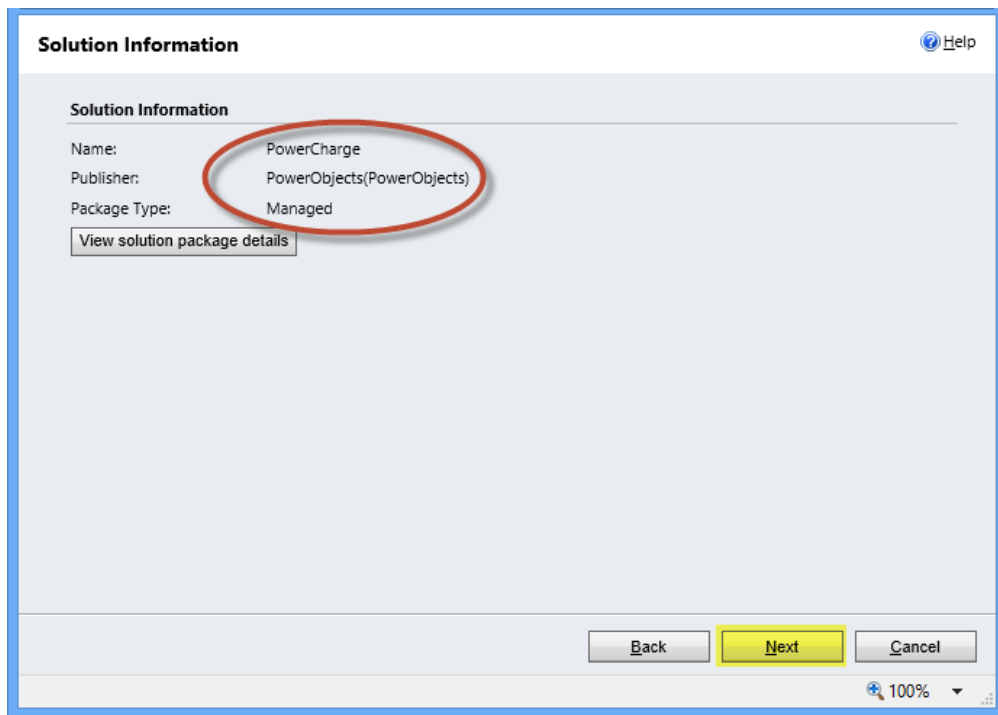 Solution Information
Help
Solution Information
Name: PowerCharge
Publisher: PowerObjects(PowerObjects)
Package Type: Managed
View solution package details
Back Next Cancel
100%